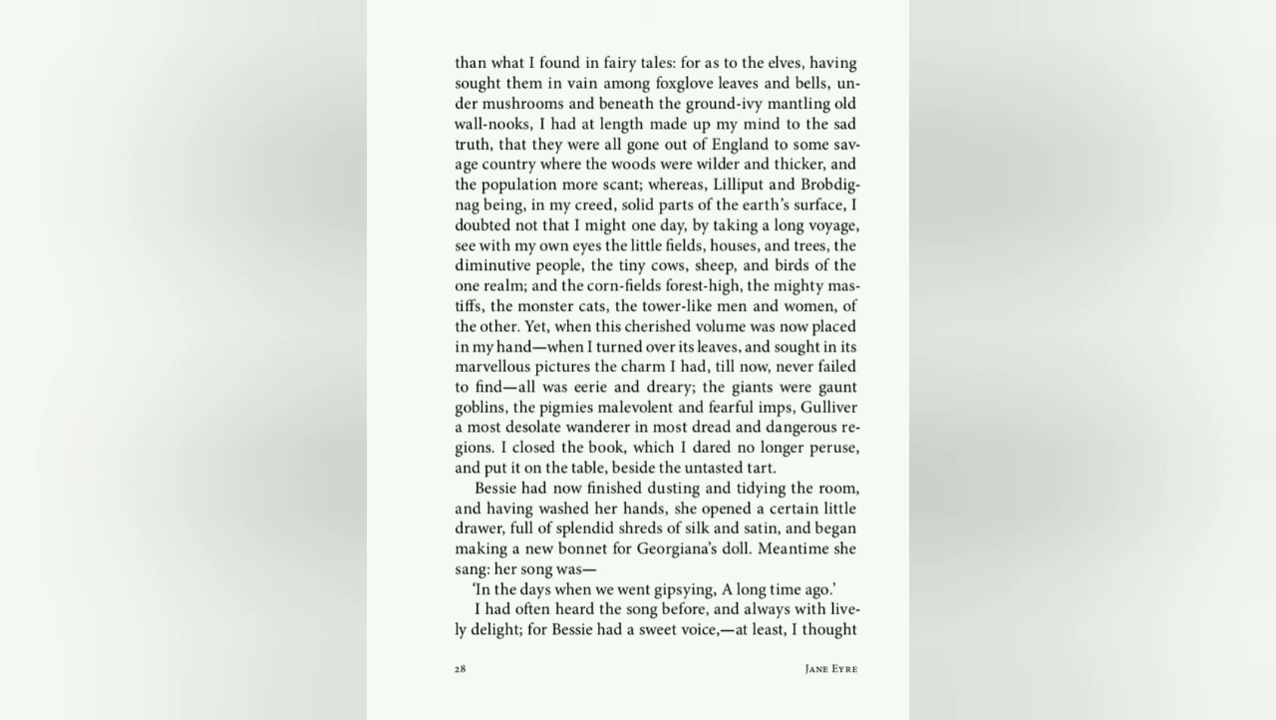 than what I found in fairy tales: for as to the elves, having
sought them in vain among foxglove leaves and bells, un-
der mushrooms and beneath the ground-ivy mantling old
wall-nooks, I had at length made up my mind to the sad
truth, that they were all gone out of England to some sav-
age country where the woods were wilder and thicker, and
the population more scant; whereas, Lilliput and Brobdig-
nag being, in my creed, solid parts of the earth’s surface, I
doubted not that I might one day, by taking a long voyage,
see with my own eyes the little fields, houses, and trees, the
diminutive people, the tiny cows, sheep, and birds of the
one realm; and the corn-fields forest-high, the mighty mas-
tiffs, the monster cats, the tower-like men and women, of
the other. Yet, when this cherished volume was now placed
in my hand—when I turned over its leaves, and sought in its
marvellous pictures the charm I had, till now, never failed
to find—all was eerie and dreary; the giants were gaunt
goblins, the pigmies malevolent and fearful imps, Gulliver
a most desolate wanderer in most dread and dangerous re-
gions. I closed the book, which I dared no longer peruse,
and put it on the table, beside the untasted tart.
Bessie had now finished dusting and tidying the room,
and having washed her hands, she opened a certain little
drawer, full of splendid shreds of silk and satin, and began
making a new bonnet for Georgiana’s doll. Meantime she
sang: her song was—
‘In the days when we went gipsying, A long time ago.’
I had often heard the song before, and always with live-
ly delight; for Bessie had a sweet voice,—at least, I thought
28 Jane Eyre